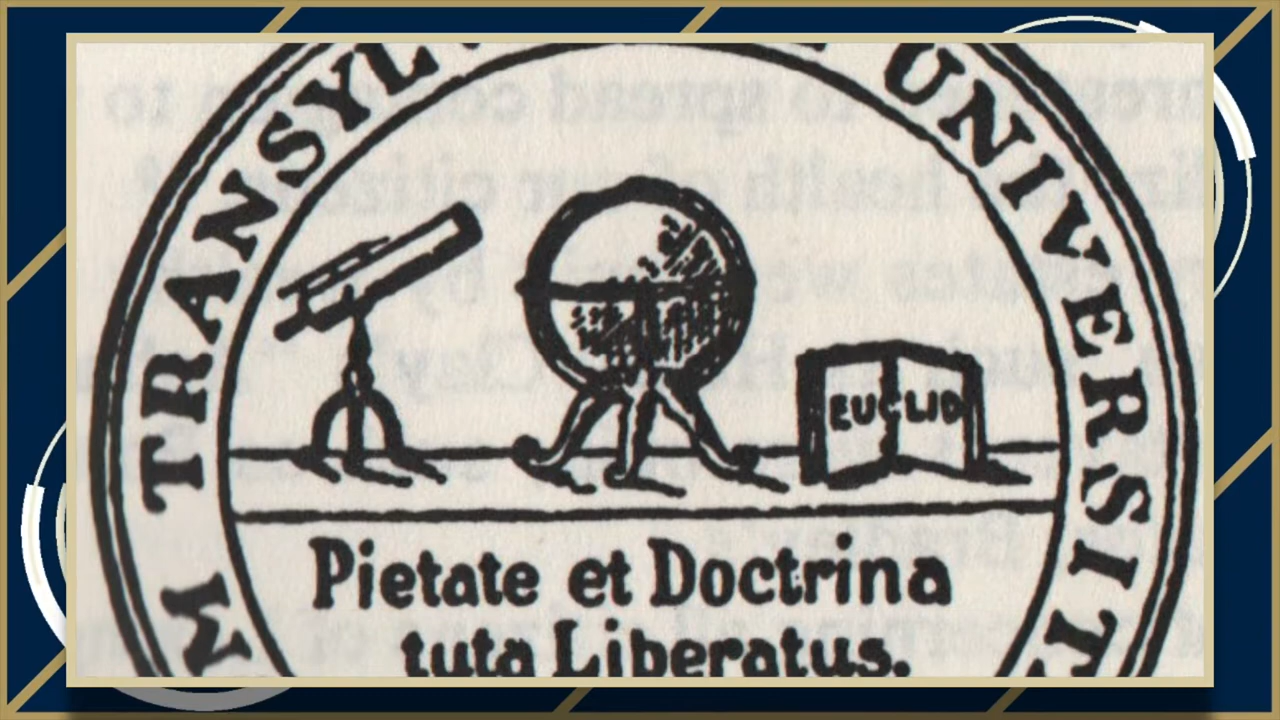 M TRANSYL UNIVERSIT
EUCLID
Pietate et Doctrina
tuta Liberatus.